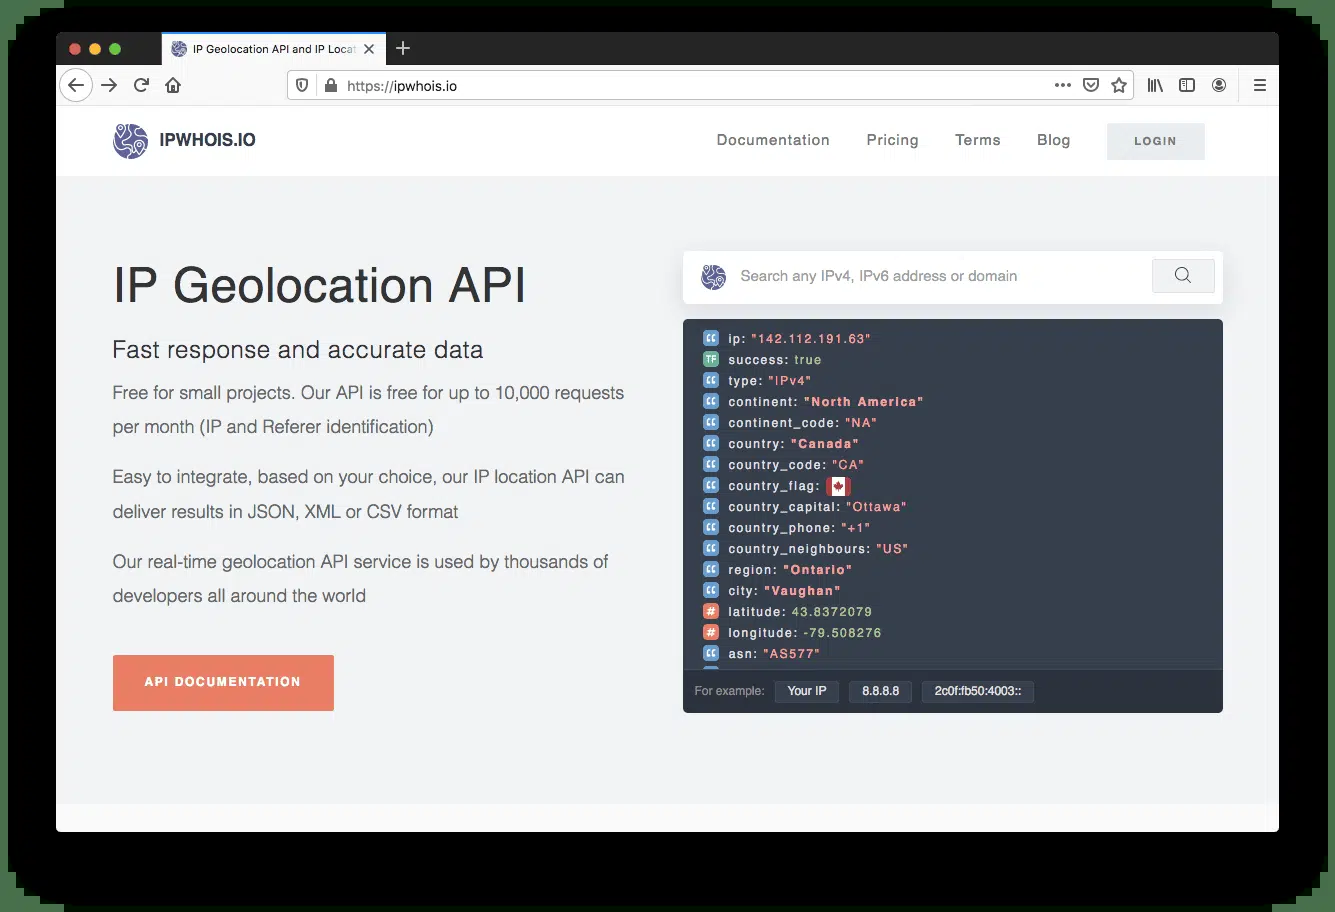 IP Geolocation API and IP Locat
https://ipwhois.io
IPWHOIS.IO
Documentation
Pricing
Terms
Blog
LOGIN
IP Geolocation API
Fast response and accurate data
Free for small projects. Our API is free for up to 10,000 requests
per month (IP and Referer identification)
Easy to integrate, based on your choice, our IP location API can
deliver results in JSON, XML or CSV format
Our real-time geolocation API service is used by thousands of
developers all around the world
API DOCUMENTATION
Search any IPv4, IPv6 address or domain
ip: "142.112.191.63"
TF success: true
type: "IPv4"
continent: "North America"
continent_code: "NA"
country: "Canada"
country_code: "CA"
country_flag:
country_capital: "Ottawa"
country_phone: "+1"
country_neighbours: "US"
region: "Ontario"
city: "Vaughan"
# latitude: 43.8372079
# longitude: -79.508276
asn: "AS577"
For example: Your IP 8.8.8.8 2c0f:fb50:4003::